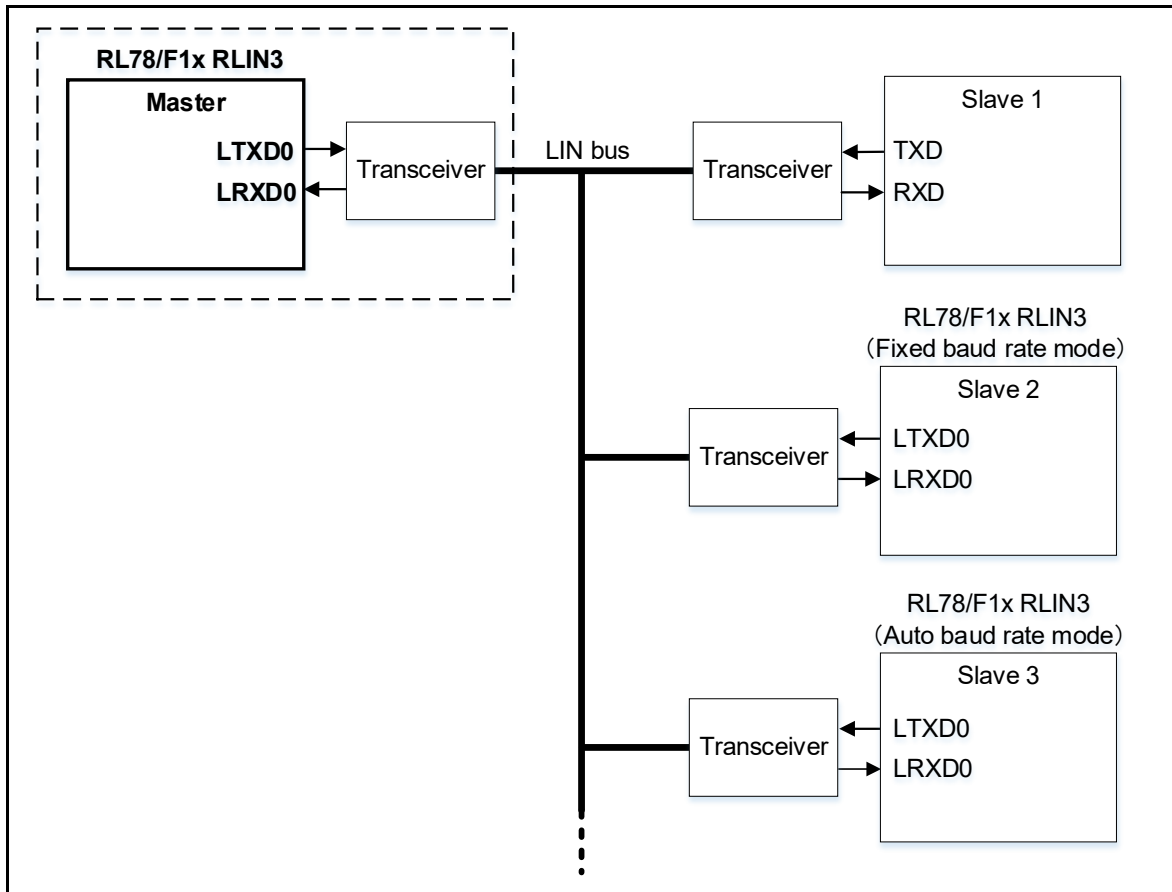 RL78/F1x RLIN3
Master
LTXD0
LRXD0
Transceiver
LIN bus
Transceiver
Slave 1
TXD
RXD
RL78/F1x RLIN3
（Fixed baud rate mode）
Slave 2
Transceiver
LTXD0
LRXD0
RL78/F1x RLIN3
（Auto baud rate mode）
Slave 3
Transceiver
LTXD0
LRXD0